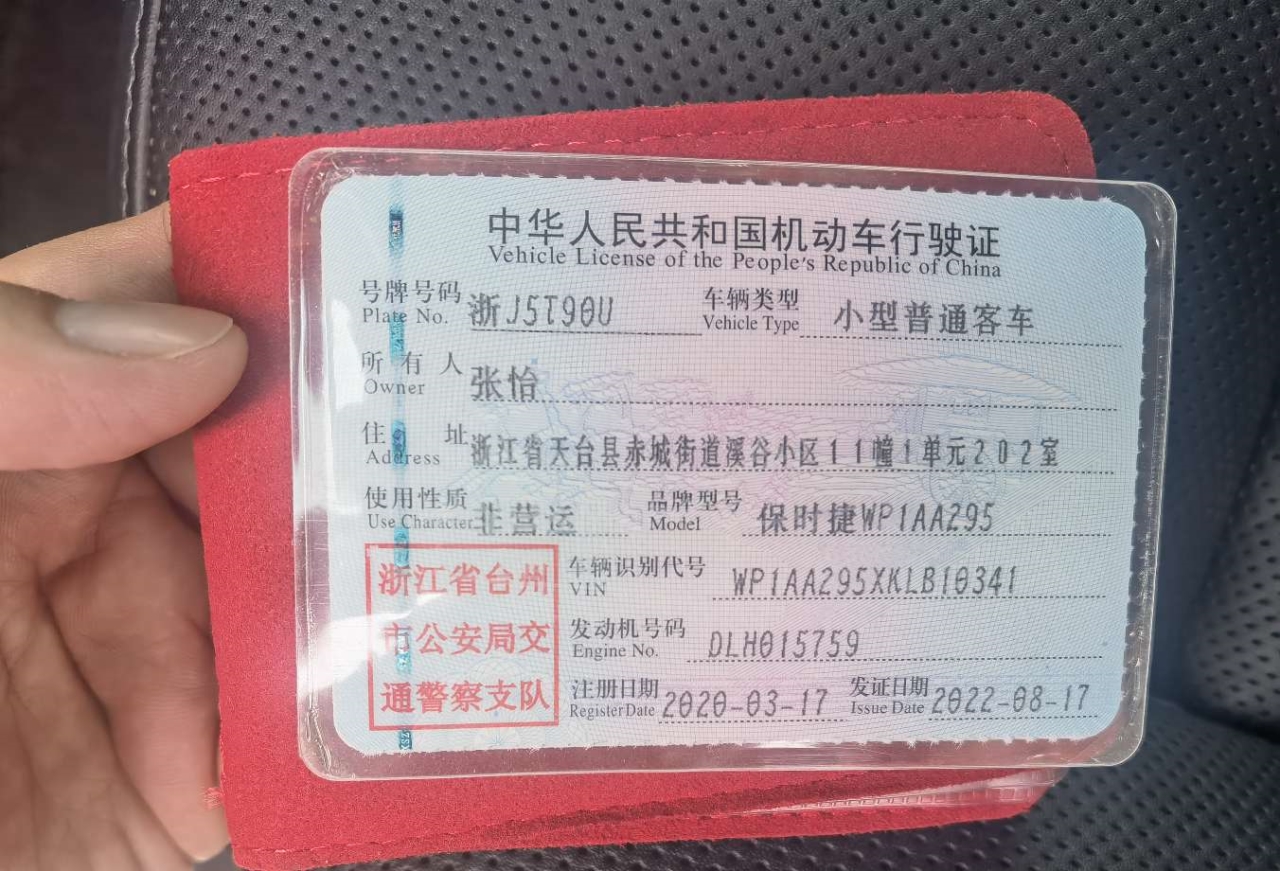 中华人民共和国机动车行驶证
Vehicle License of the People's Republic of China
号牌号码 浙J5T90U 车辆类型 小型普通客车
Plate No. Vehicle Type
所有人 张怡
Owner
住址 浙江省天台县赤城街道溪谷小区11幢1单元202室
Address
使用性质 非营运 品牌型号 保时捷WP1AA295
Use Character Model
浙江省台州 车辆识别代号 WP1AA295XKLB10341
VIN
市公安局交 发动机号码 DLH015759
Engine No.
通警察支队 注册日期 2020-03-17 发证日期 2022-08-17
Register Date Issue Date